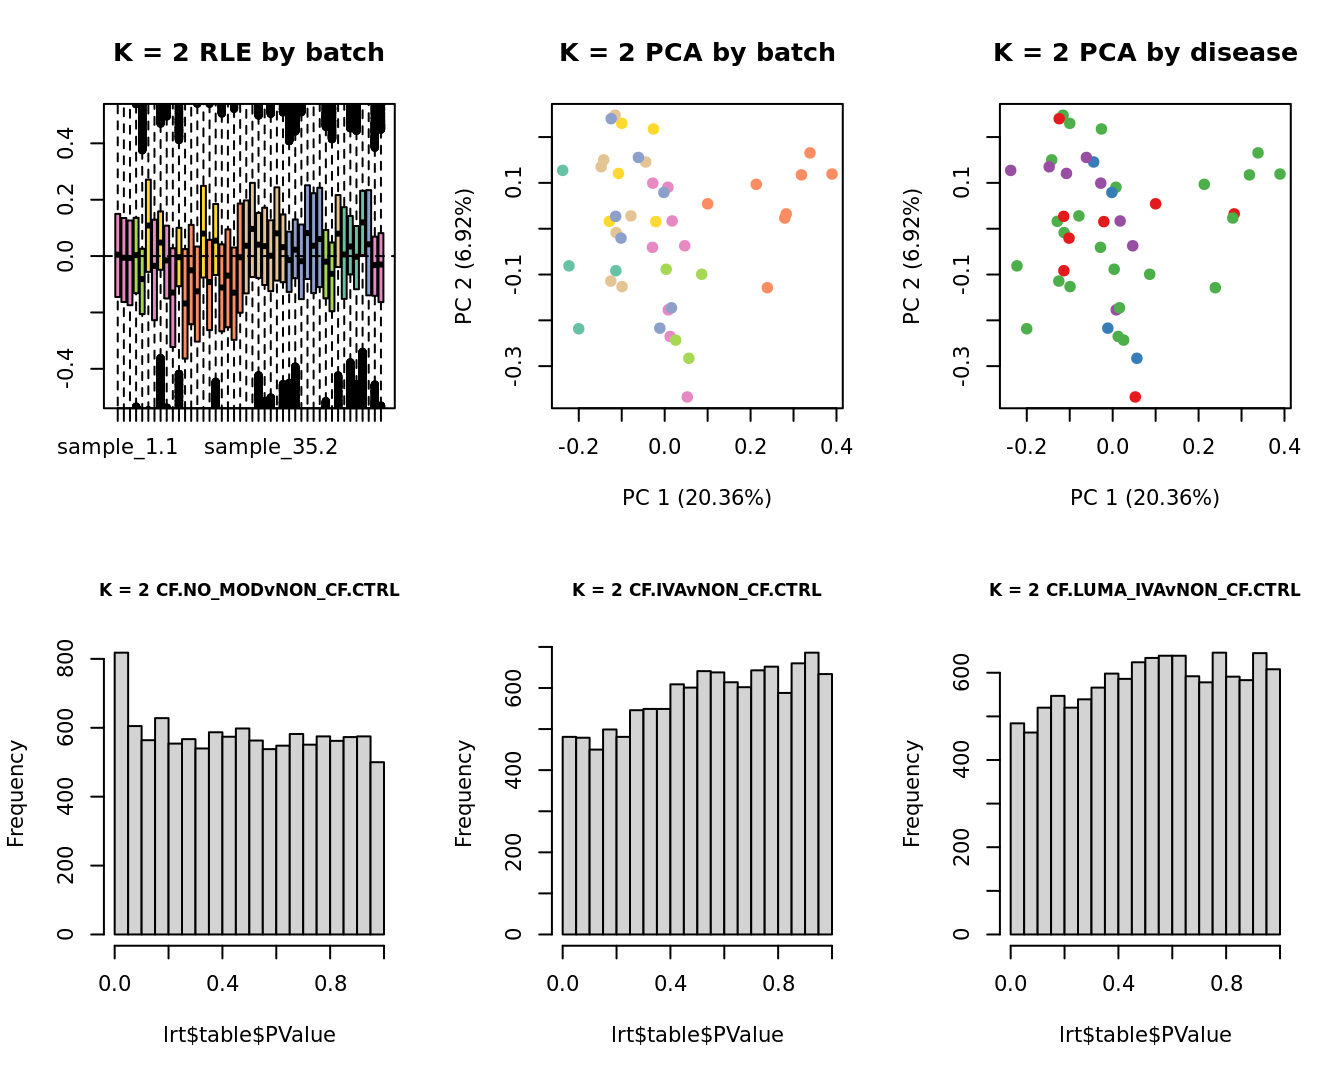 K = 2 RLE by batch
0.4
0.2
0.0
-0.4
sample_1.1 sample_35.2
K = 2 PCA by batch
PC 2 (6.92%)
0.1
-0.1
-0.3
-0.2 0.0 0.2 0.4
PC 1 (20.36%)
K = 2 PCA by disease
PC 2 (6.92%)
0.1
-0.1
-0.3
-0.2 0.0 0.2 0.4
PC 1 (20.36%)
K = 2 CF.NO_MODvNON_CF.CTRL
Frequency
800
600
400
200
0
0.0 0.4 0.8
lrt$table$PValue
K = 2 CF.IVAvNON_CF.CTRL
Frequency
600
400
200
0
0.0 0.4 0.8
lrt$table$PValue
K = 2 CF.LUMA_IVAvNON_CF.CTRL
Frequency
600
400
200
0
0.0 0.4 0.8
lrt$table$PValue